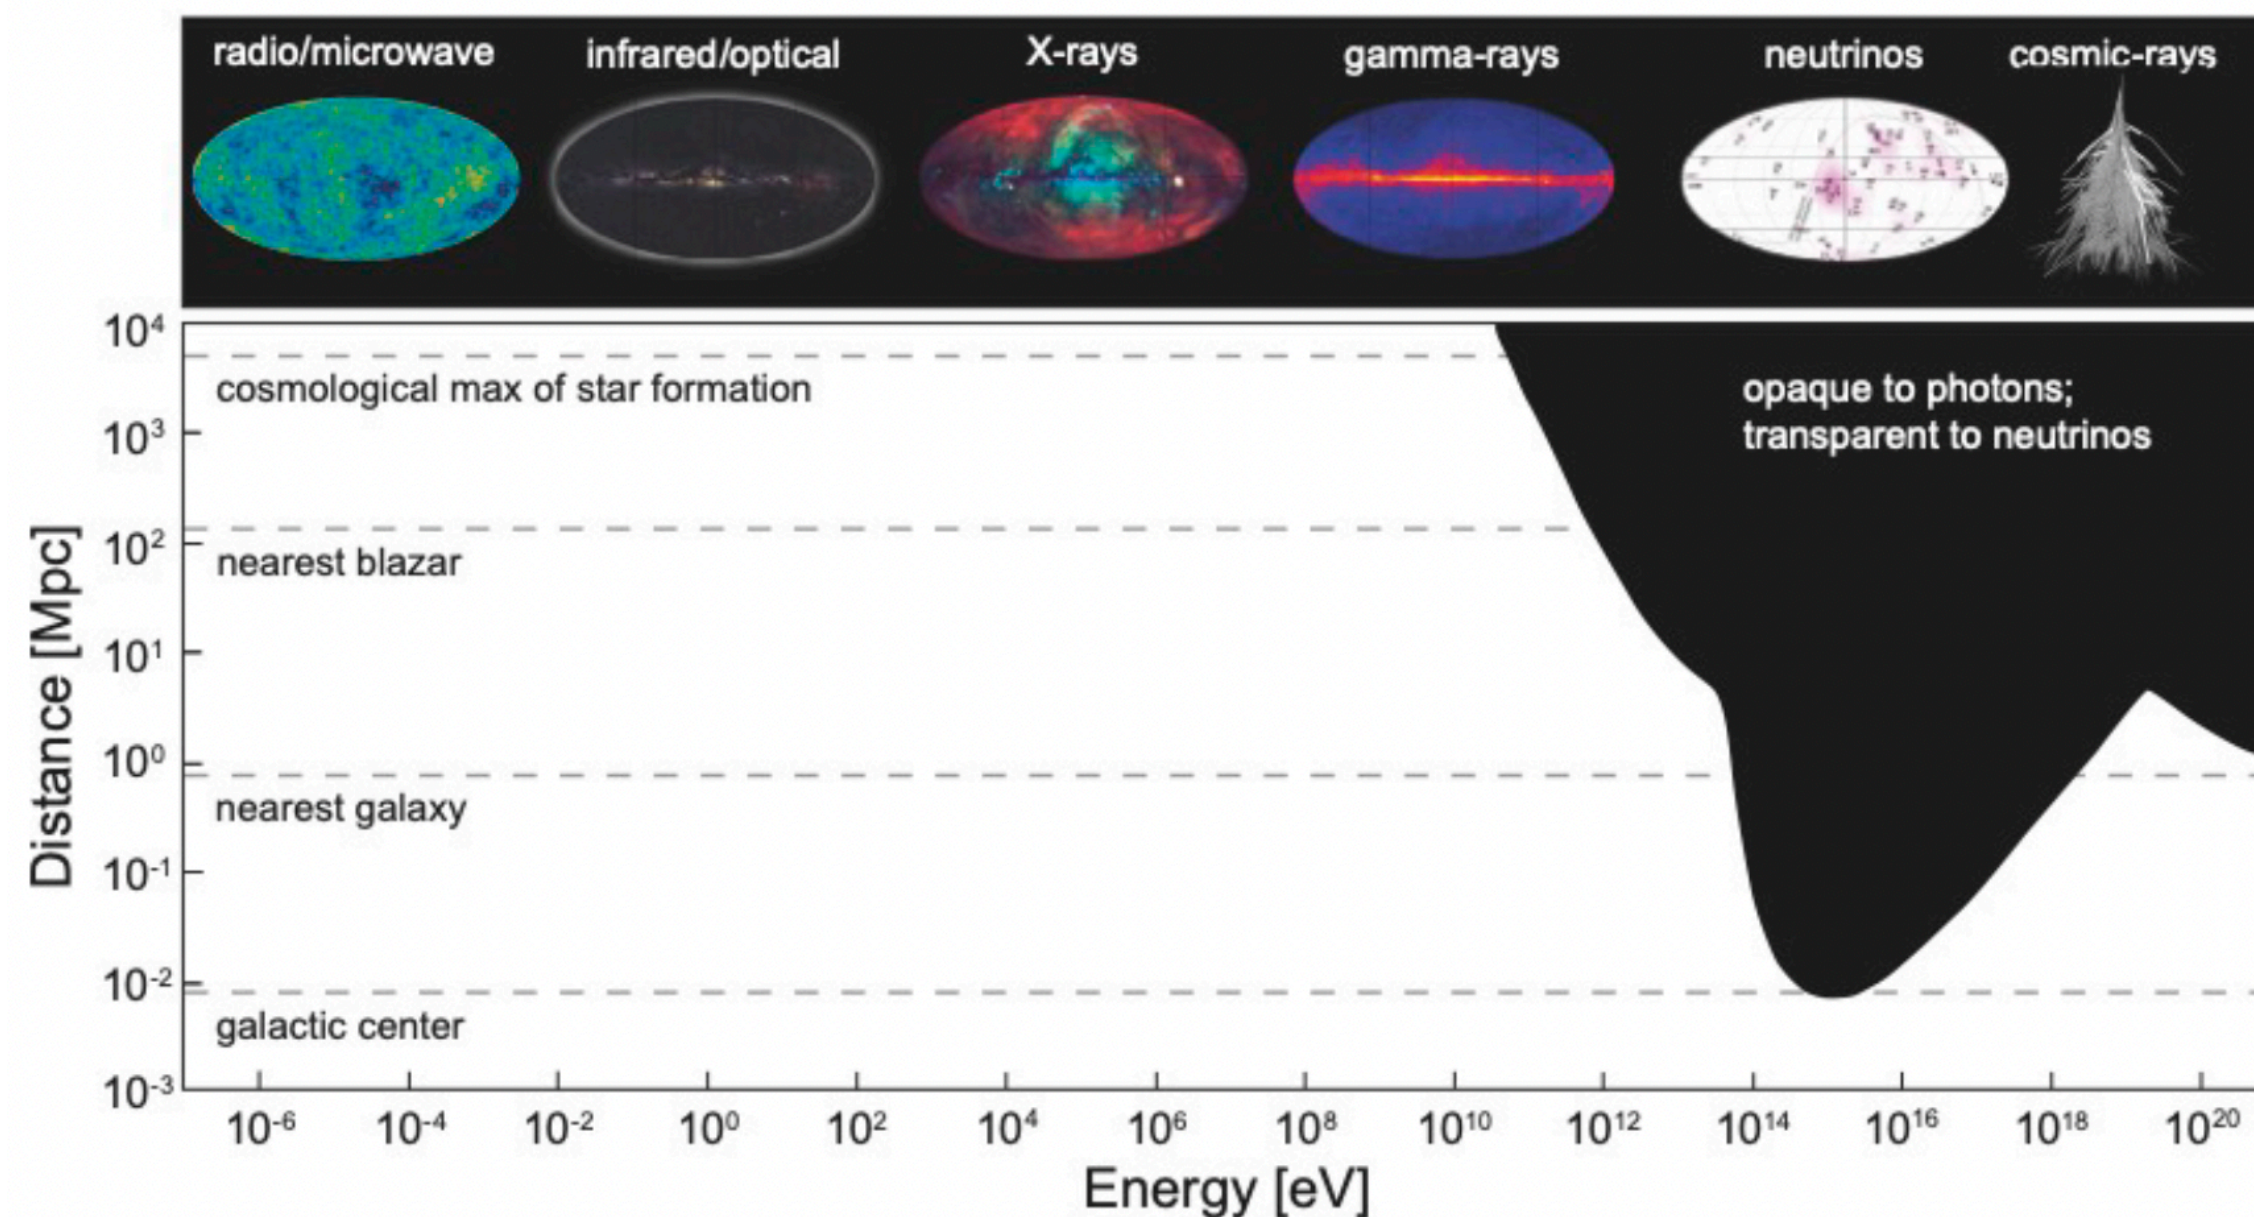 radio/microwave
infrared/optical
X-rays
gamma-rays
neutrinos
cosmic-rays
10⁴
cosmological max of star formation
opaque to photons;
transparent to neutrinos
10³
10²
nearest blazar
10¹
10⁰
nearest galaxy
10⁻¹
10⁻²
galactic center
10⁻³
Distance [Mpc]
10⁻⁶ 10⁻⁴ 10⁻² 10⁰ 10² 10⁴ 10⁶ 10⁸ 10¹⁰ 10¹² 10¹⁴ 10¹⁶ 10¹⁸ 10²⁰
Energy [eV]